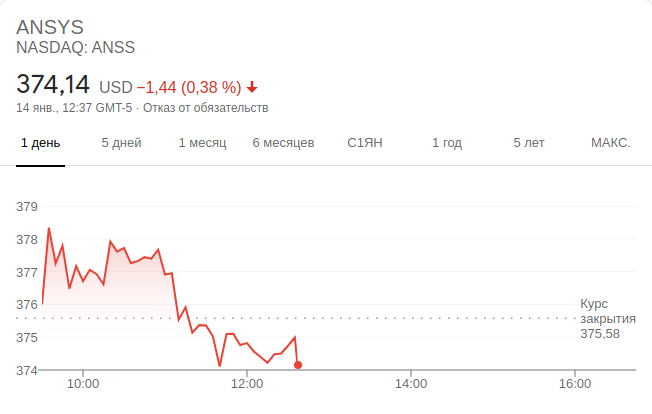 ANSYS
NASDAQ: ANSS
374,14 USD −1,44 (0,38 %)
14 янв., 12:37 GMT-5 · Отказ от обязательств
1 день 5 дней 1 месяц 6 месяцев С1ЯН 1 год 5 лет МАКС.
379
378
377
376
375
374
Курс
закрытия
375,58
10:00 12:00 14:00 16:00